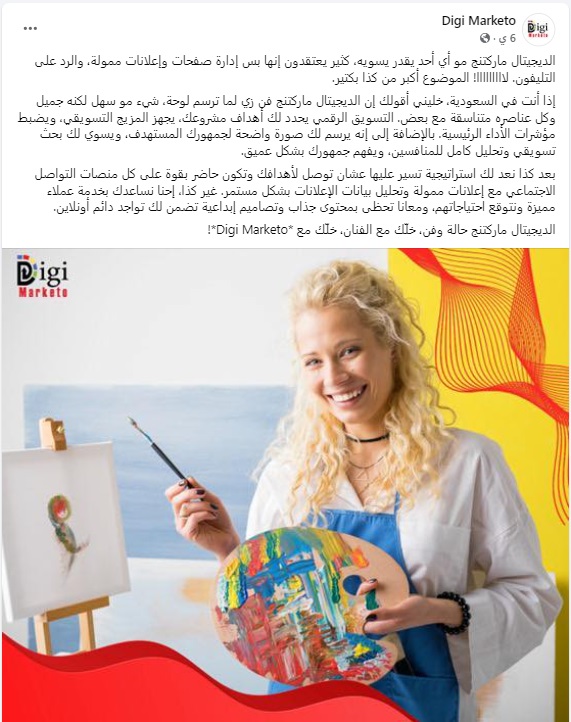 Digi Marketo
6 ي ·
الديجيتال ماركتنج مو أي أحد يقدر يسويه، كثير يعتقدون إنها بس إدارة صفحات وإعلانات ممولة، والرد على
التليفون. لااااااااا! الموضوع أكبر من كذا بكتير.
إذا أنت في السعودية، خليني أقولك إن الديجيتال ماركتنج فن زي لما ترسم لوحة، شيء مو سهل لكنه جميل
وكل عناصره متناسقة مع بعض. التسويق الرقمي يحدد لك أهداف مشروعك، يجهز المزيج التسويقي، ويضبط
مؤشرات الأداء الرئيسية. بالإضافة إلى إنه يرسم لك صورة واضحة لجمهورك المستهدف، ويسوي لك بحث
تسويقي وتحليل كامل للمنافسين، ويفهم جمهورك بشكل عميق.
بعد كذا نعد لك استراتيجية تسير عليها عشان توصل لأهدافك وتكون حاضر بقوة على كل منصات التواصل
الاجتماعي مع إعلانات ممولة وتحليل بيانات الإعلانات بشكل مستمر. غير كذا، إحنا نساعدك بخدمة عملاء
مميزة ونتوقع احتياجاتهم، ومعانا تحظى بمحتوى جذاب وتصاميم إبداعية تضمن لك تواجد دائم أونلاين.
الديجيتال ماركتنج حالة وفن، خلّك مع الفنان، خلّك مع *Digi Marketo*!
Digi
Marketo